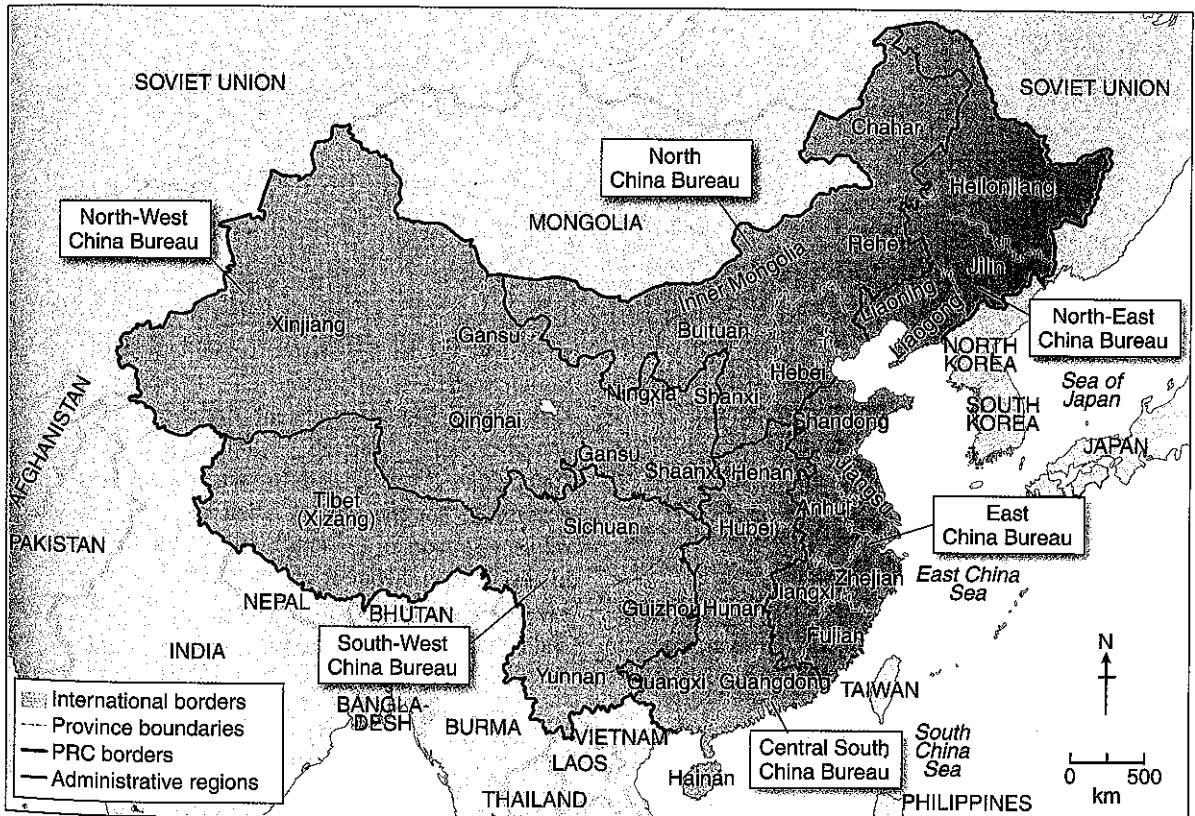 SOVIET UNION
SOVIET UNION
Chahar
North
China Bureau
Heilonjiang
North-West
China Bureau
MONGOLIA
Rehe
Jilin
Inner Mongolia
Liaoning
Liaodong
Xinjiang
Gansu
Buituan
North-East
China Bureau
NORTH
KOREA
Hebei
Sea of
Japan
Ningxia
Shanxi
Qinghai
Shandong
SOUTH
KOREA
AFGHANISTAN
JAPAN
Gansu
Shaanxi
Henan
Jiangsu
Tibet
(Xizang)
Sichuan
Hubei
Anhui
East
China Bureau
PAKISTAN
Zhejian
East China
Sea
NEPAL
BHUTAN
Guizhou
Hunan
Jiangxi
Fujian
INDIA
South-West
China Bureau
N
Yunnan
Guangxi
Guangdong
TAIWAN
International borders
Province boundaries
PRC borders
Administrative regions
BANGLA-
DESH
BURMA
VIETNAM
LAOS
Central South
China Bureau
South
China
Sea
Hainan
0 500
km
THAILAND
PHILIPPINES